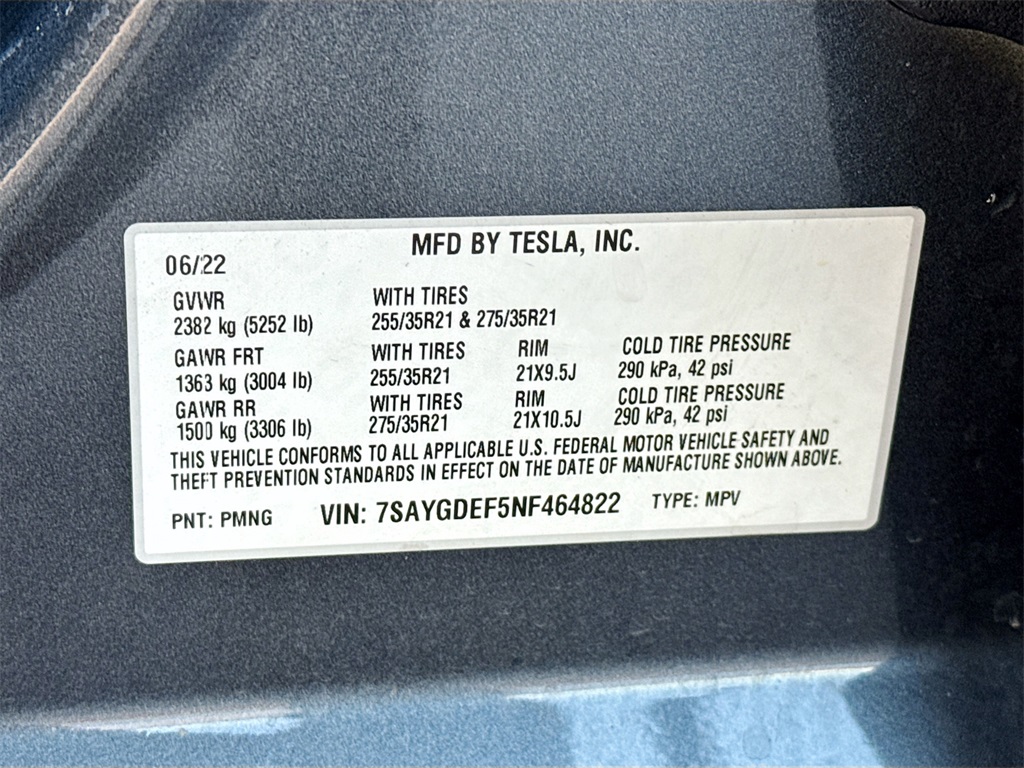 MFD BY TESLA, INC.
06/22
GVWR WITH TIRES
2382 kg (5252 lb) 255/35R21 & 275/35R21
GAWR FRT WITH TIRES RIM COLD TIRE PRESSURE
1363 kg (3004 lb) 255/35R21 21X9.5J 290 kPa, 42 psi
GAWR RR WITH TIRES RIM COLD TIRE PRESSURE
1500 kg (3306 lb) 275/35R21 21X10.5J 290 kPa, 42 psi
THIS VEHICLE CONFORMS TO ALL APPLICABLE U.S. FEDERAL MOTOR VEHICLE SAFETY AND
THEFT PREVENTION STANDARDS IN EFFECT ON THE DATE OF MANUFACTURE SHOWN ABOVE.
PNT: PMNG VIN: 7SAYGDEF5NF464822 TYPE: MPV